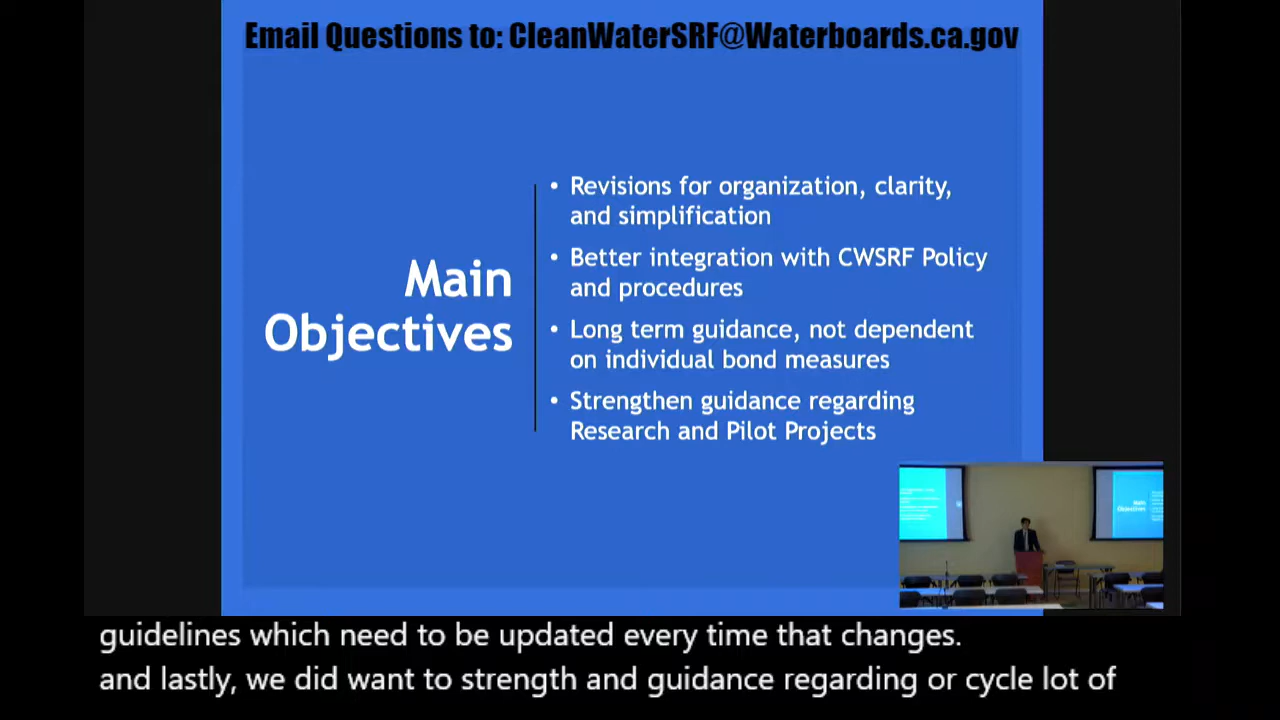 Email Questions to: CleanWaterSRF@Waterboards.ca.gov
Main
Objectives
• Revisions for organization, clarity,
and simplification
• Better integration with CWSRF Policy
and procedures
• Long term guidance, not dependent
on individual bond measures
• Strengthen guidance regarding
Research and Pilot Projects
Main
Objectives
guidelines which need to be updated every time that changes.
and lastly, we did want to strength and guidance regarding or cycle lot of